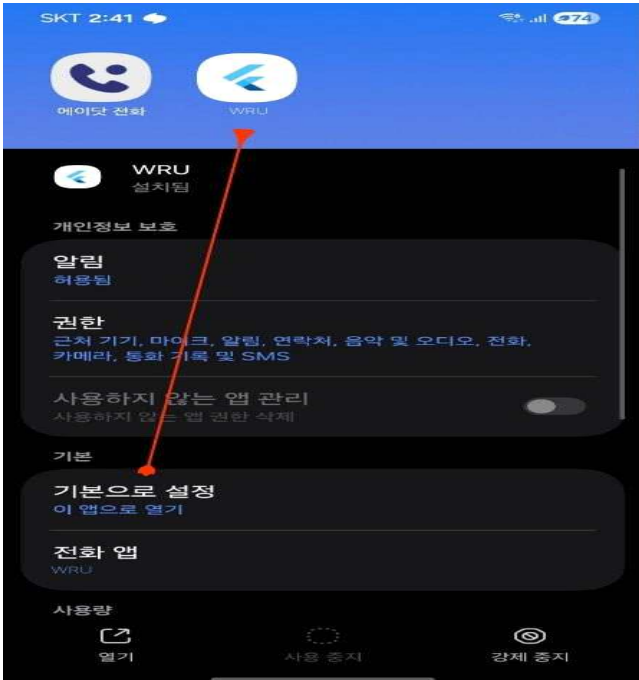 SKT 2:41
74
에이닷 전화
WRU
WRU
설치됨
개인정보 보호
알림
허용됨
권한
근처 기기, 마이크, 알림, 연락처, 음악 및 오디오, 전화,
카메라, 통화 기록 및 SMS
사용하지 않는 앱 관리
사용하지 않는 앱 권한 삭제
기본
기본으로 설정
이 앱으로 열기
전화 앱
WRU
사용량
열기
사용 중지
강제 중지